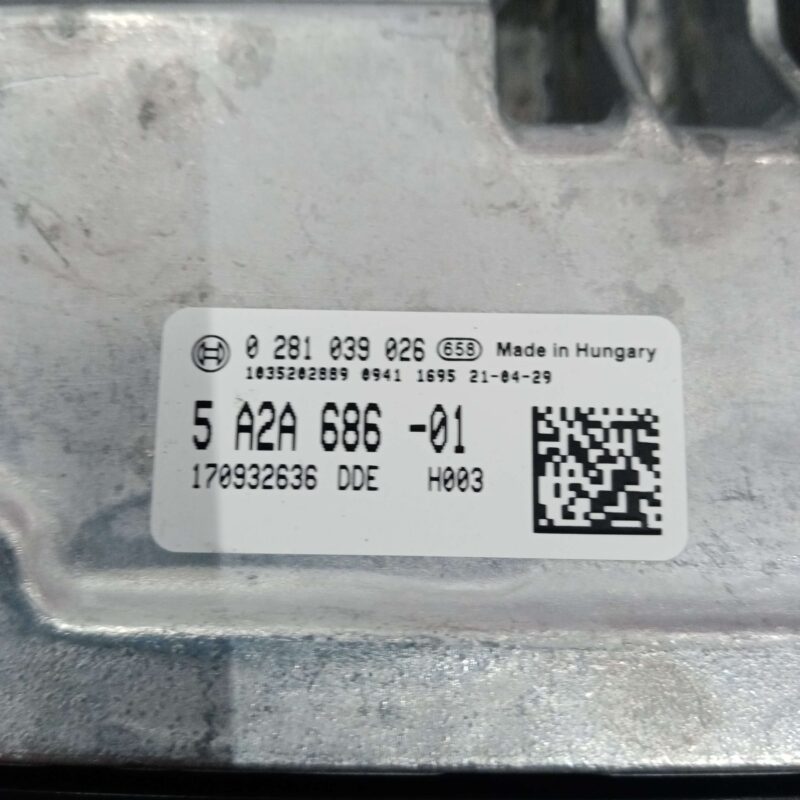 0 281 039 026 658 Made in Hungary
1035202889 0941 1695 21-04-29
5 A2A 686 -01
170932636 DDE H003